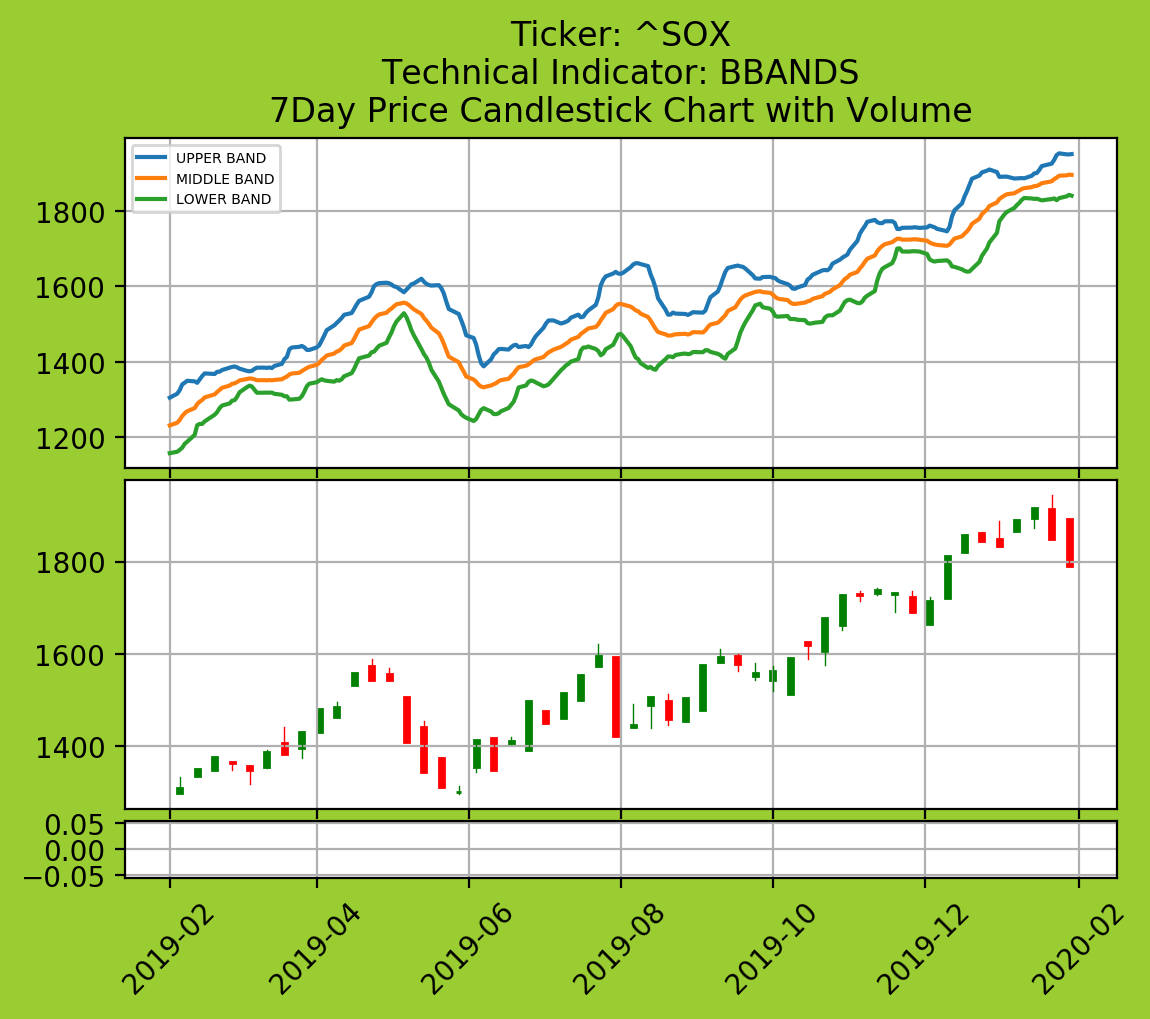 Ticker: ^SOX
Technical Indicator: BBANDS
7Day Price Candlestick Chart with Volume
UPPER BAND
MIDDLE BAND
LOWER BAND
1800
1600
1400
1200
1800
1600
1400
0.05
0.00
−0.05
2019-02
2019-04
2019-06
2019-08
2019-10
2019-12
2020-02